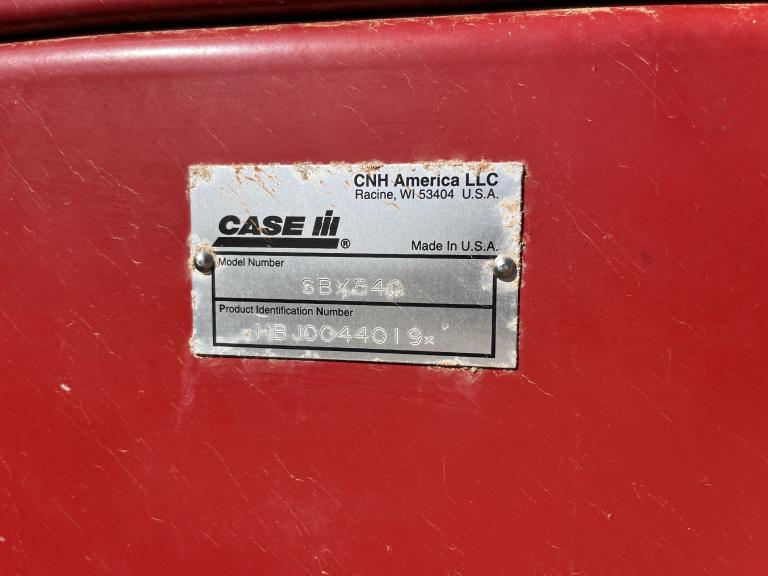 CNH America LLC
Racine, WI 53404 U.S.A.
CASE IH
®
Made In U.S.A.
Model Number
SBX540
Product Identification Number
*HBJ0044019*